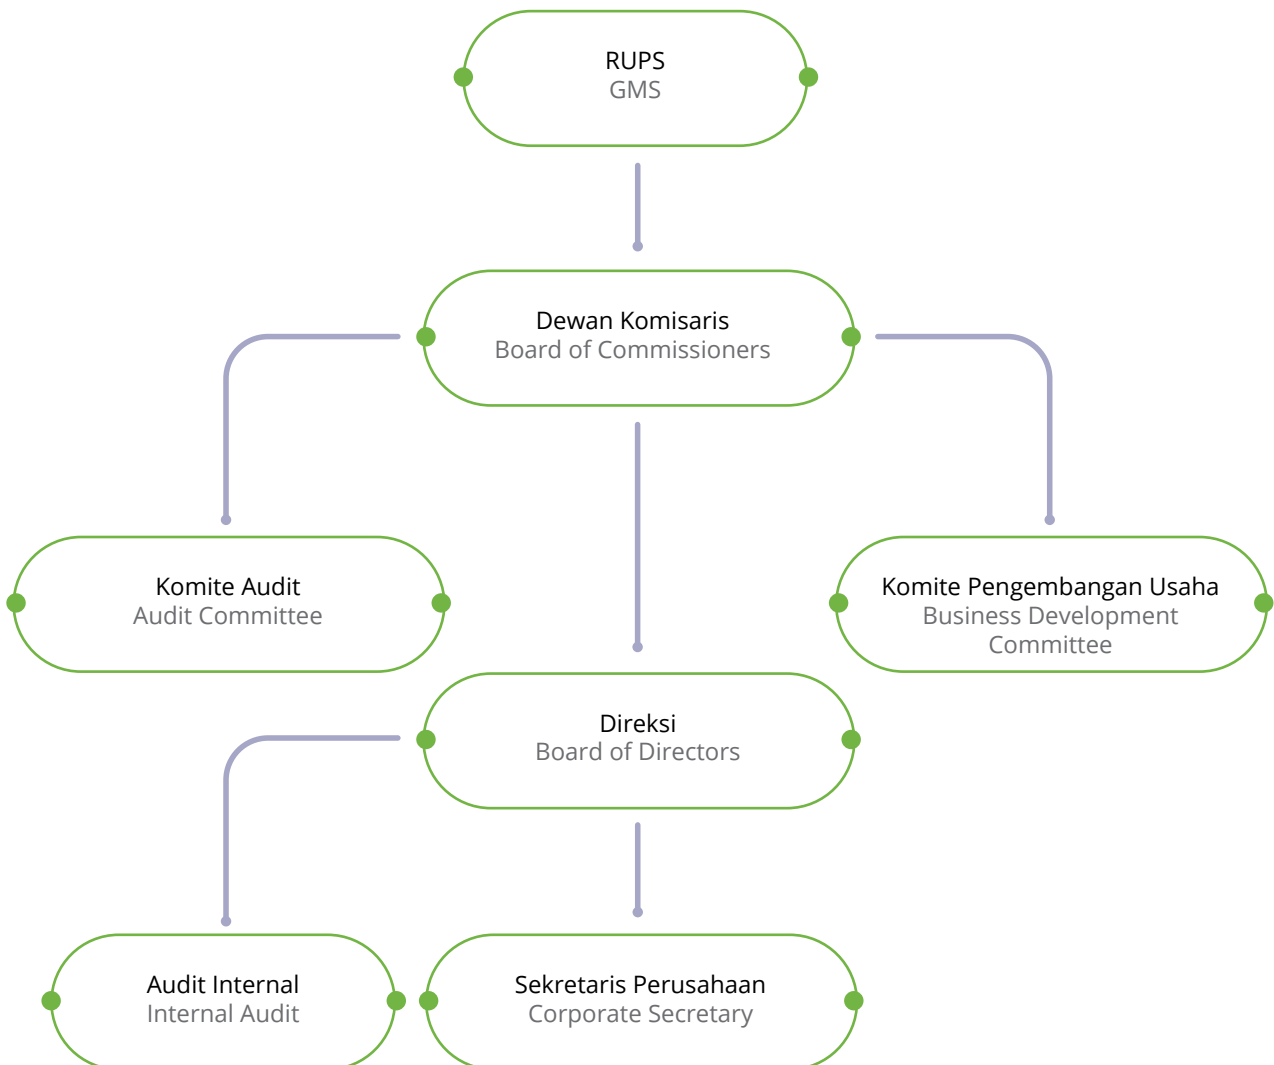 RUPS
GMS
Dewan Komisaris
Board of Commissioners
Komite Audit
Audit Committee
Komite Pengembangan Usaha
Business Development
Committee
Direksi
Board of Directors
Audit Internal
Internal Audit
Sekretaris Perusahaan
Corporate Secretary